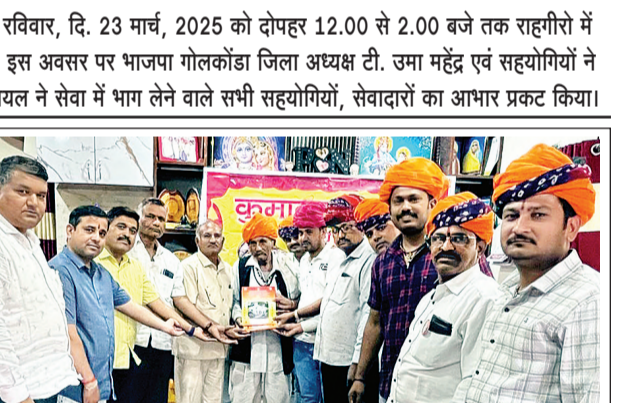 रविवार, दि. 23 मार्च, 2025 को दोपहर 12.00 से 2.00 बजे तक राहगीरो में
इस अवसर पर भाजपा गोलकोंडा जिला अध्यक्ष टी. उमा महेंद्र एवं सहयोगियों ने
ने सेवा में भाग लेने वाले सभी सहयोगियों, सेवादारों का आभार प्रकट किया।